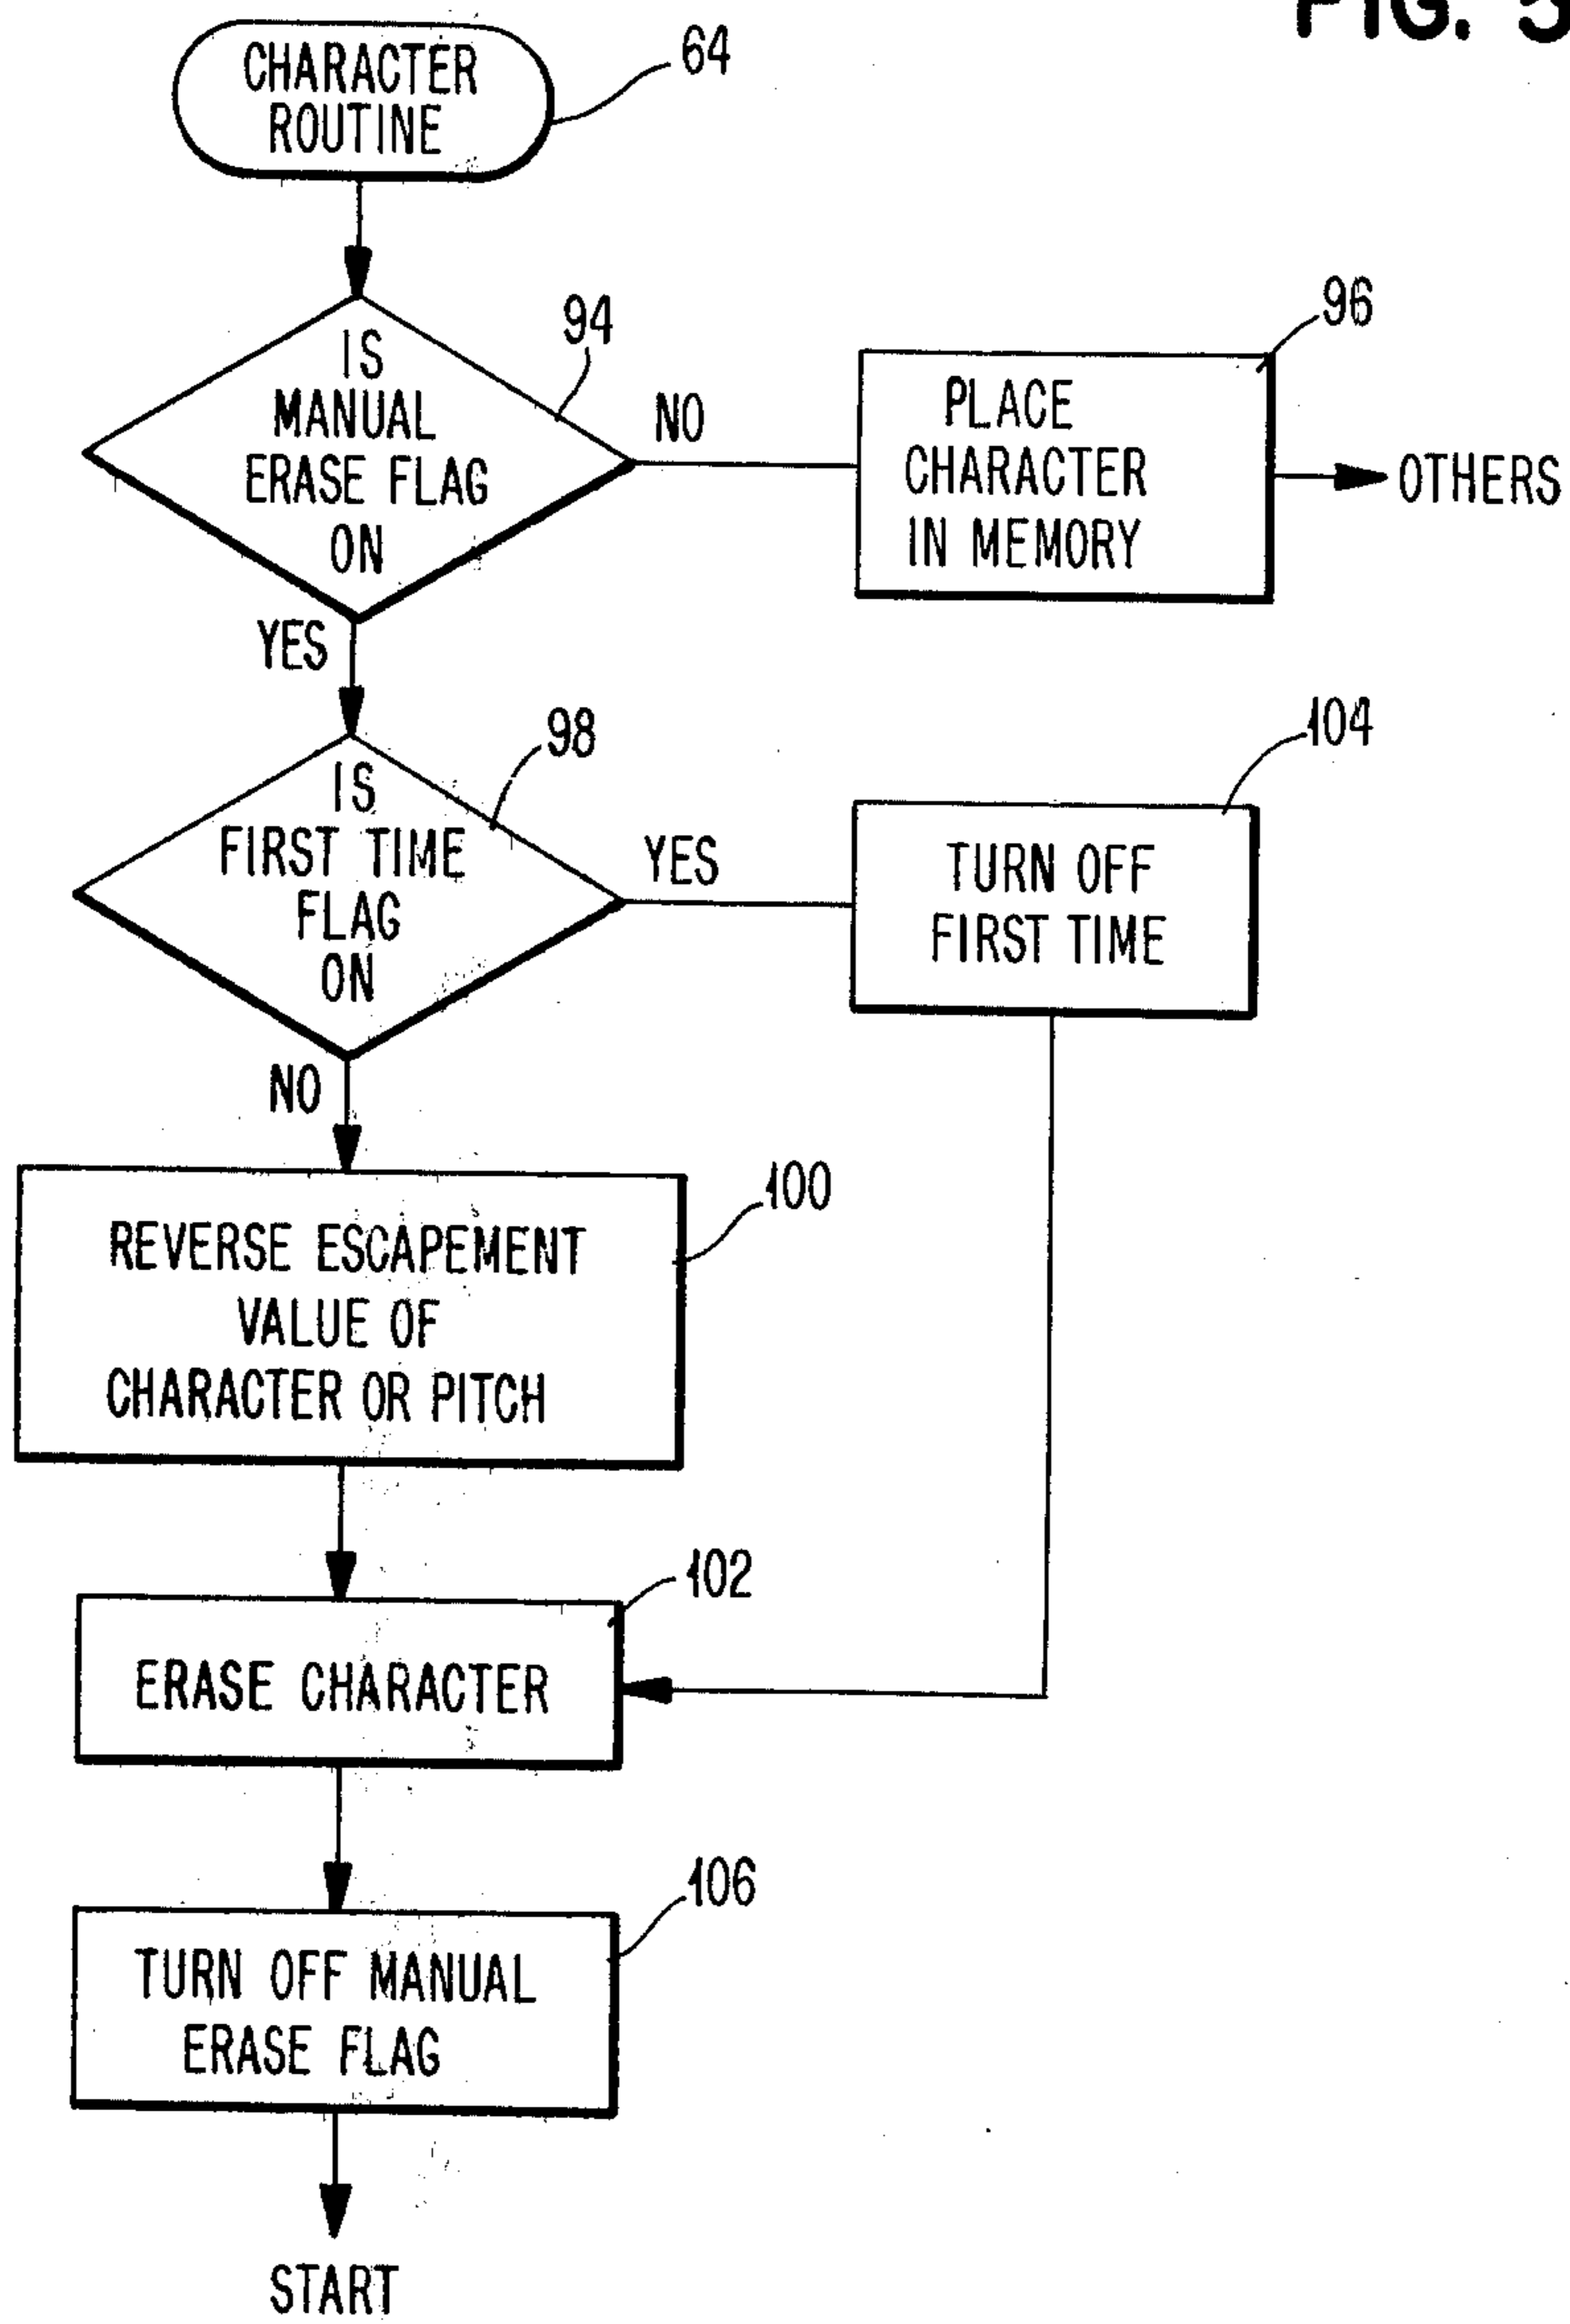 FIG. 5
CHARACTER
ROUTINE
64
IS
MANUAL
ERASE FLAG
ON
94
NO
YES
PLACE
CHARACTER
IN MEMORY
96
OTHERS
IS
FIRST TIME
FLAG
ON
98
YES
NO
TURN OFF
FIRST TIME
104
REVERSE ESCAPEMENT
VALUE OF
CHARACTER OR PITCH
100
ERASE CHARACTER
102
TURN OFF MANUAL
ERASE FLAG
106
START